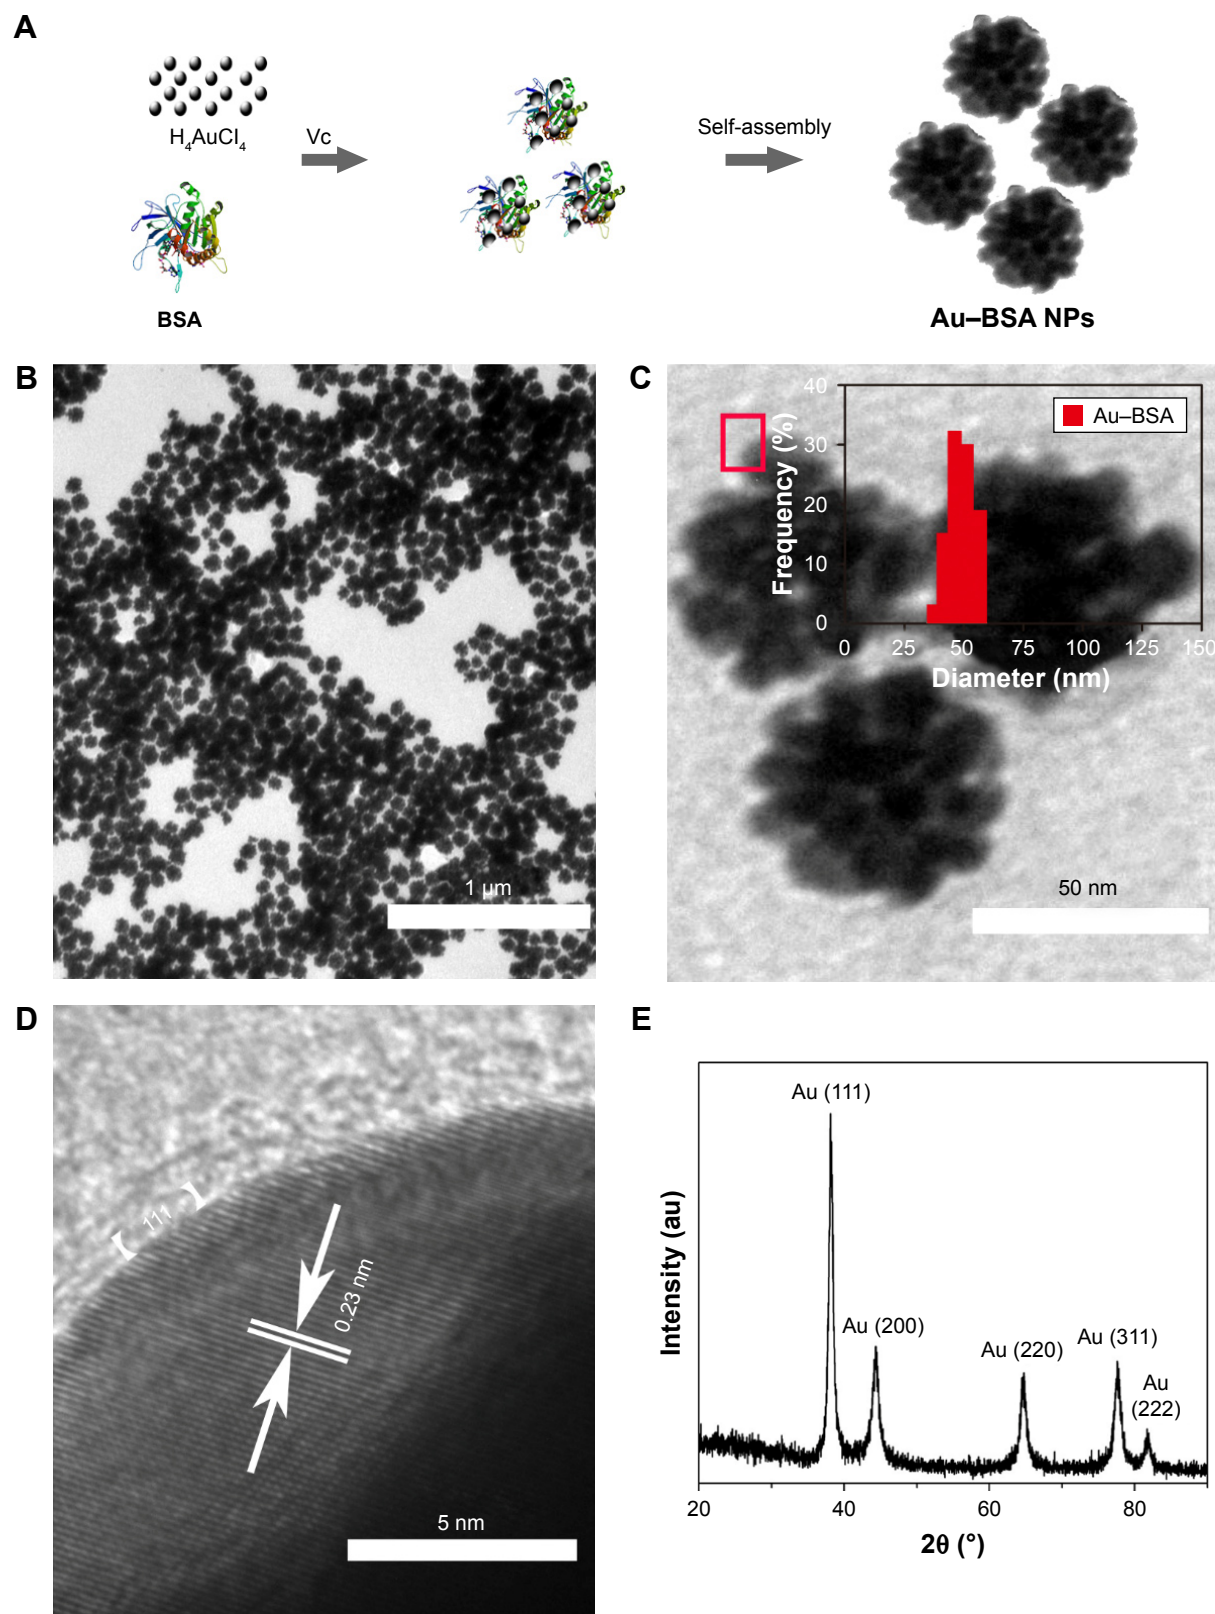 A
H₄AuCl₄
Vc
Self-assembly
BSA
Au–BSA NPs
B
1 μm
C
40
30
20
10
0
Frequency (%)
Au–BSA
0 25 50 75 100 125 150
Diameter (nm)
50 nm
D
111
0.23 nm
5 nm
E
Au (111)
Au (200)
Au (220)
Au (311)
Au
(222)
Intensity (au)
20 40 60 80
2θ (°)